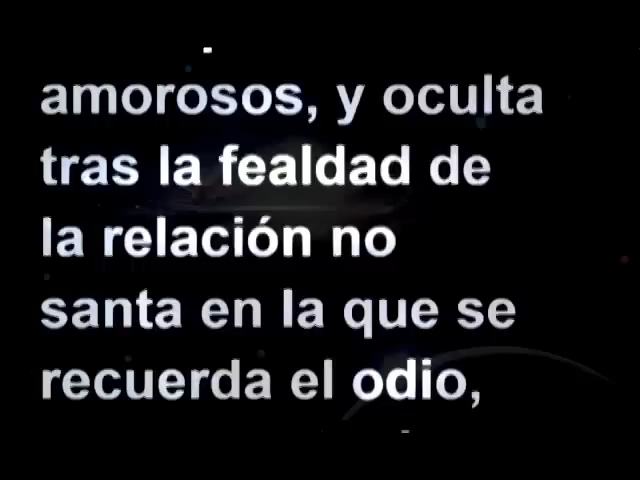 amorosos, y oculta
tras la fealdad de
la relación no
santa en la que se
recuerda el odio,